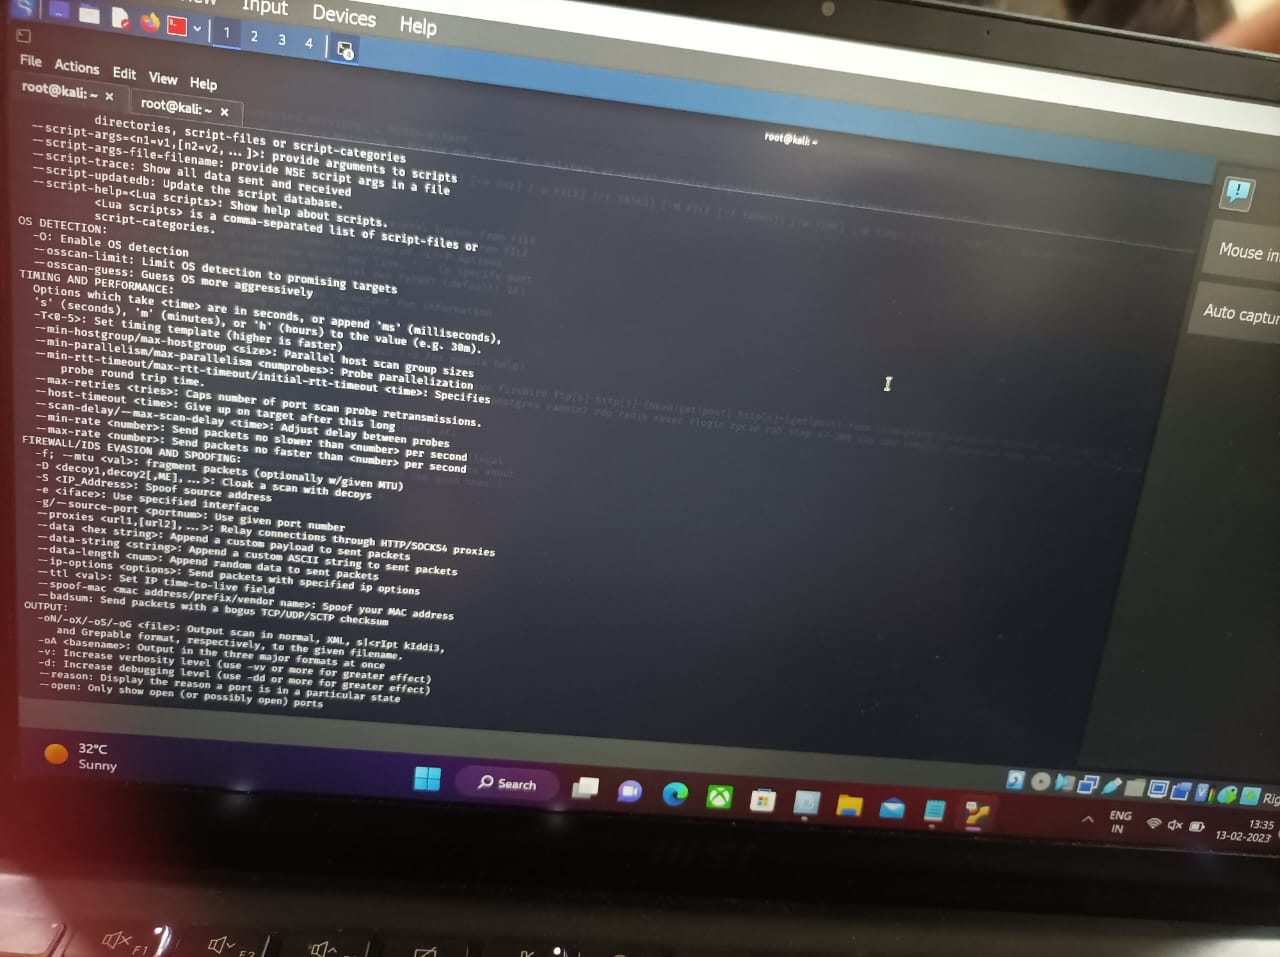 Input Devices Help
1 2 3 4
File Actions Edit View Help
root@kali: ~ × root@kali: ~ ×
root@kali: ~
directories, script-files or script-categories
--script-args=<n1=v1,[n2=v2,...]>: provide arguments to scripts
--script-args-file=filename: provide NSE script args in a file
--script-trace: Show all data sent and received
--script-updatedb: Update the script database.
--script-help=<Lua scripts>: Show help about scripts.
<Lua scripts> is a comma-separated list of script-files or
script-categories.
OS DETECTION:
-O: Enable OS detection
--osscan-limit: Limit OS detection to promising targets
--osscan-guess: Guess OS more aggressively
TIMING AND PERFORMANCE:
Options which take <time> are in seconds, or append 'ms' (milliseconds),
's' (seconds), 'm' (minutes), or 'h' (hours) to the value (e.g. 30m).
-T<0-5>: Set timing template (higher is faster)
--min-hostgroup/max-hostgroup <size>: Parallel host scan group sizes
--min-parallelism/max-parallelism <numprobes>: Probe parallelization
--min-rtt-timeout/max-rtt-timeout/initial-rtt-timeout <time>: Specifies
probe round trip time.
--max-retries <tries>: Caps number of port scan probe retransmissions.
--host-timeout <time>: Give up on target after this long
--scan-delay/--max-scan-delay <time>: Adjust delay between probes
--min-rate <number>: Send packets no slower than <number> per second
--max-rate <number>: Send packets no faster than <number> per second
FIREWALL/IDS EVASION AND SPOOFING:
-f; --mtu <val>: fragment packets (optionally w/given MTU)
-D <decoy1,decoy2[,ME],...>: Cloak a scan with decoys
-S <IP_Address>: Spoof source address
-e <iface>: Use specified interface
-g/--source-port <portnum>: Use given port number
--proxies <url1,[url2],...>: Relay connections through HTTP/SOCKS4 proxies
--data <hex string>: Append a custom payload to sent packets
--data-string <string>: Append a custom ASCII string to sent packets
--data-length <num>: Append random data to sent packets
--ip-options <options>: Send packets with specified ip options
--ttl <val>: Set IP time-to-live field
--spoof-mac <mac address/prefix/vendor name>: Spoof your MAC address
--badsum: Send packets with a bogus TCP/UDP/SCTP checksum
OUTPUT:
-oN/-oX/-oS/-oG <file>: Output scan in normal, XML, s|<rIpt kIddi3,
and Grepable format, respectively, to the given filename.
-oA <basename>: Output in the three major formats at once
-v: Increase verbosity level (use -vv or more for greater effect)
-d: Increase debugging level (use -dd or more for greater effect)
--reason: Display the reason a port is in a particular state
--open: Only show open (or possibly open) ports
Mouse in
Auto captur
32°C
Sunny
Search
Rig
ENG
IN
13:35
13-02-2023
F1